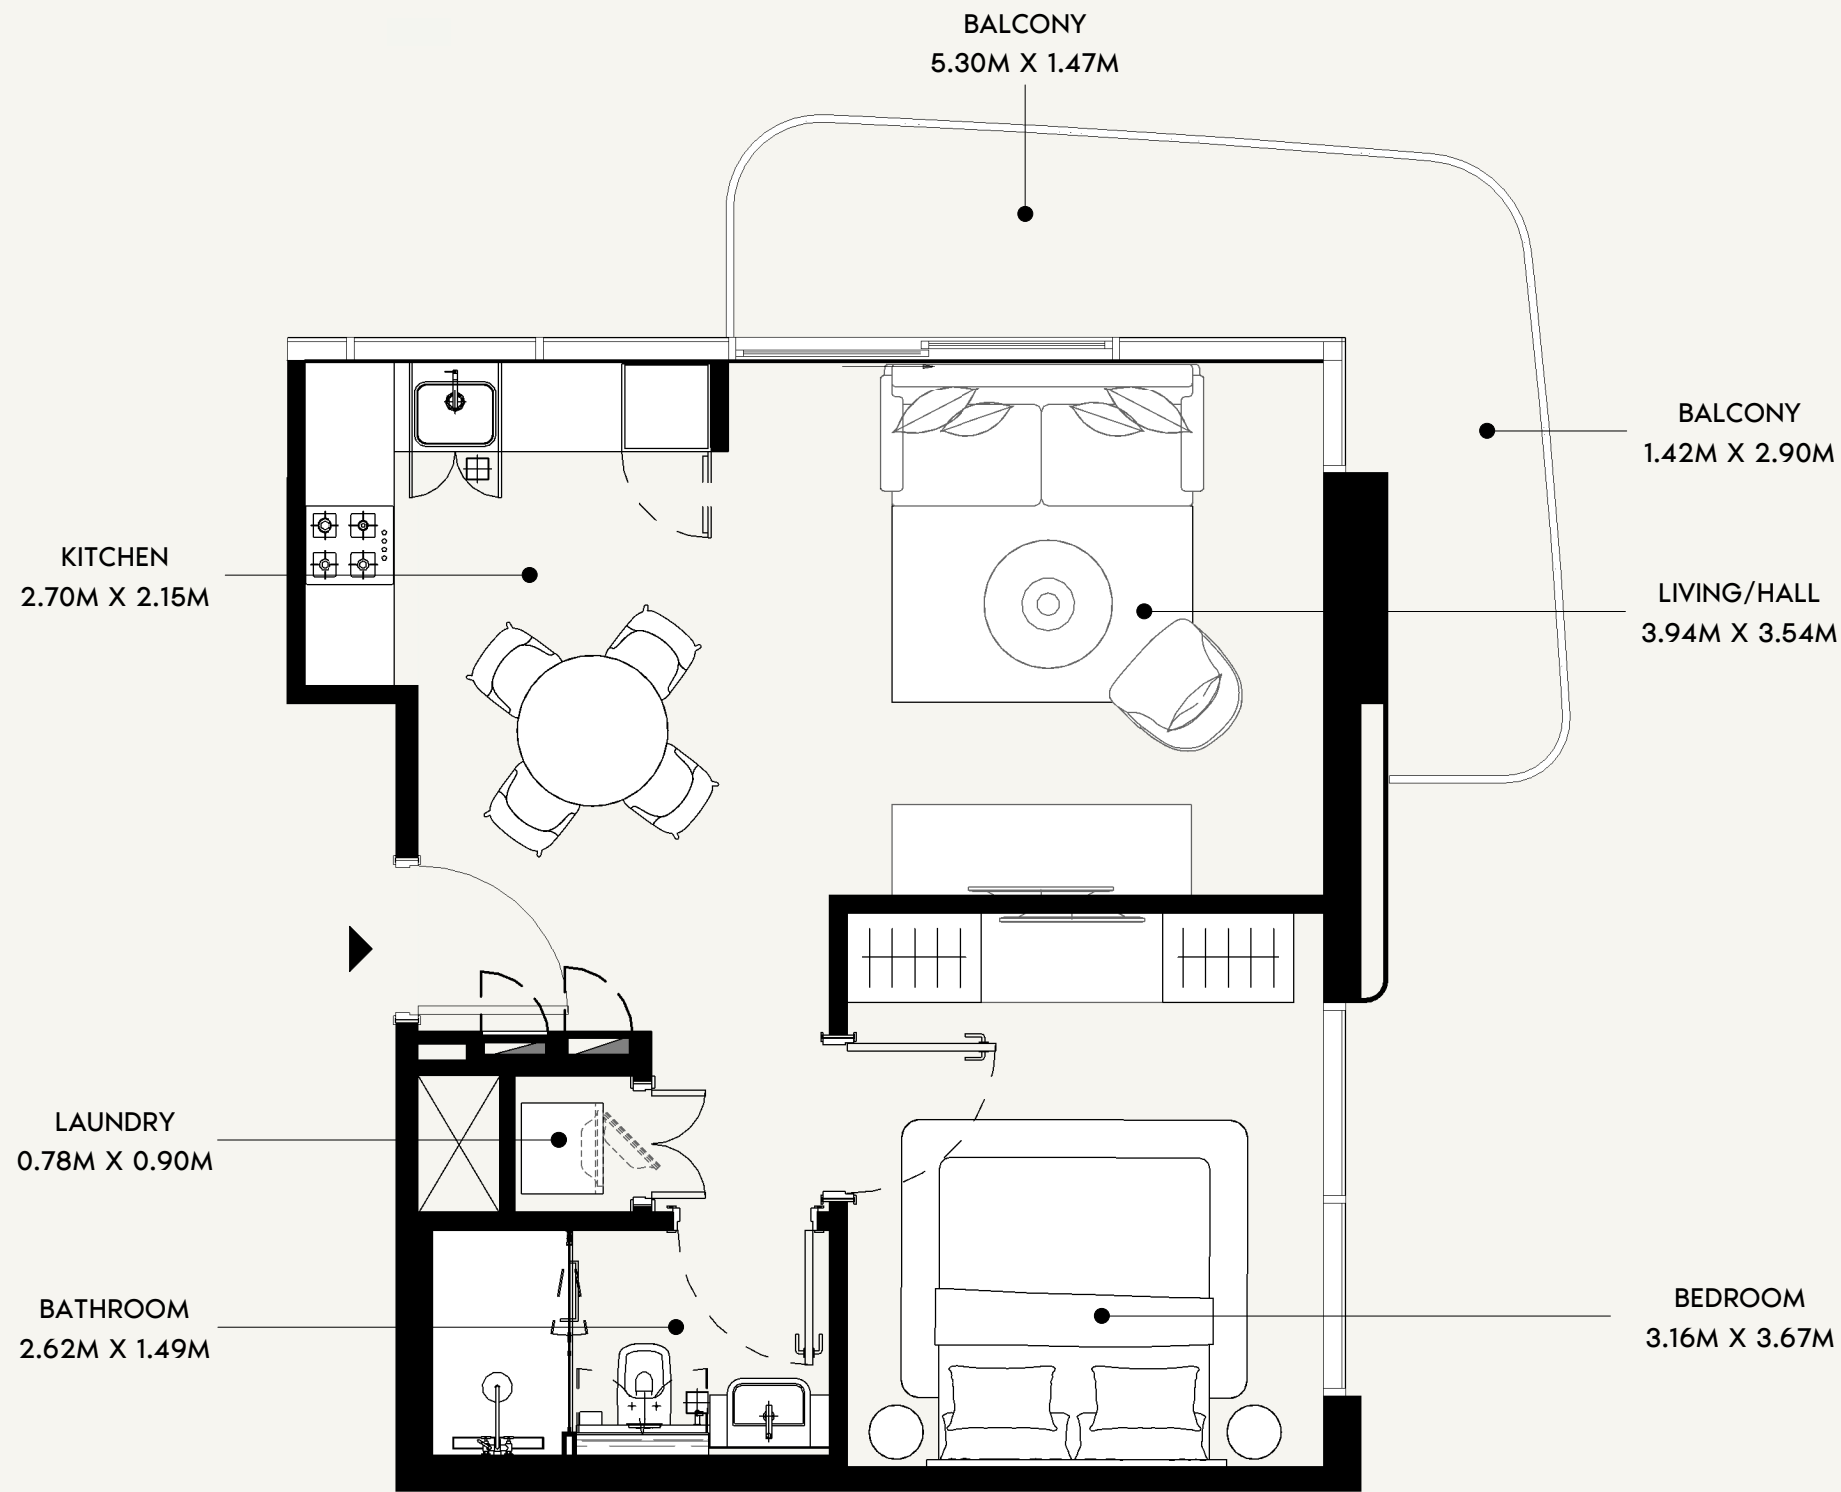 BALCONY
5.30M X 1.47M
BALCONY
1.42M X 2.90M
KITCHEN
2.70M X 2.15M
LIVING/HALL
3.94M X 3.54M
LAUNDRY
0.78M X 0.90M
BATHROOM
2.62M X 1.49M
BEDROOM
3.16M X 3.67M